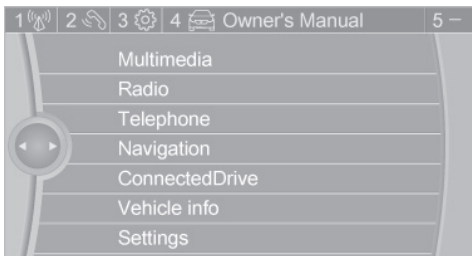 1 2 3 4 Owner's Manual 5
Multimedia
Radio
Telephone
Navigation
ConnectedDrive
Vehicle info
Settings